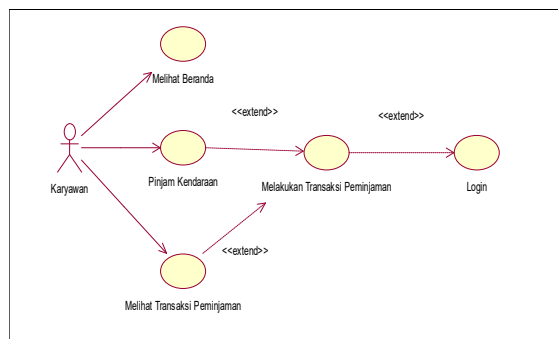 Melihat Beranda
<<extend>>
<<extend>>
Karyawan
Pinjam Kendaraan
Melakukan Transaksi Peminjaman
Login
<<extend>>
Melihat Transaksi Peminjaman